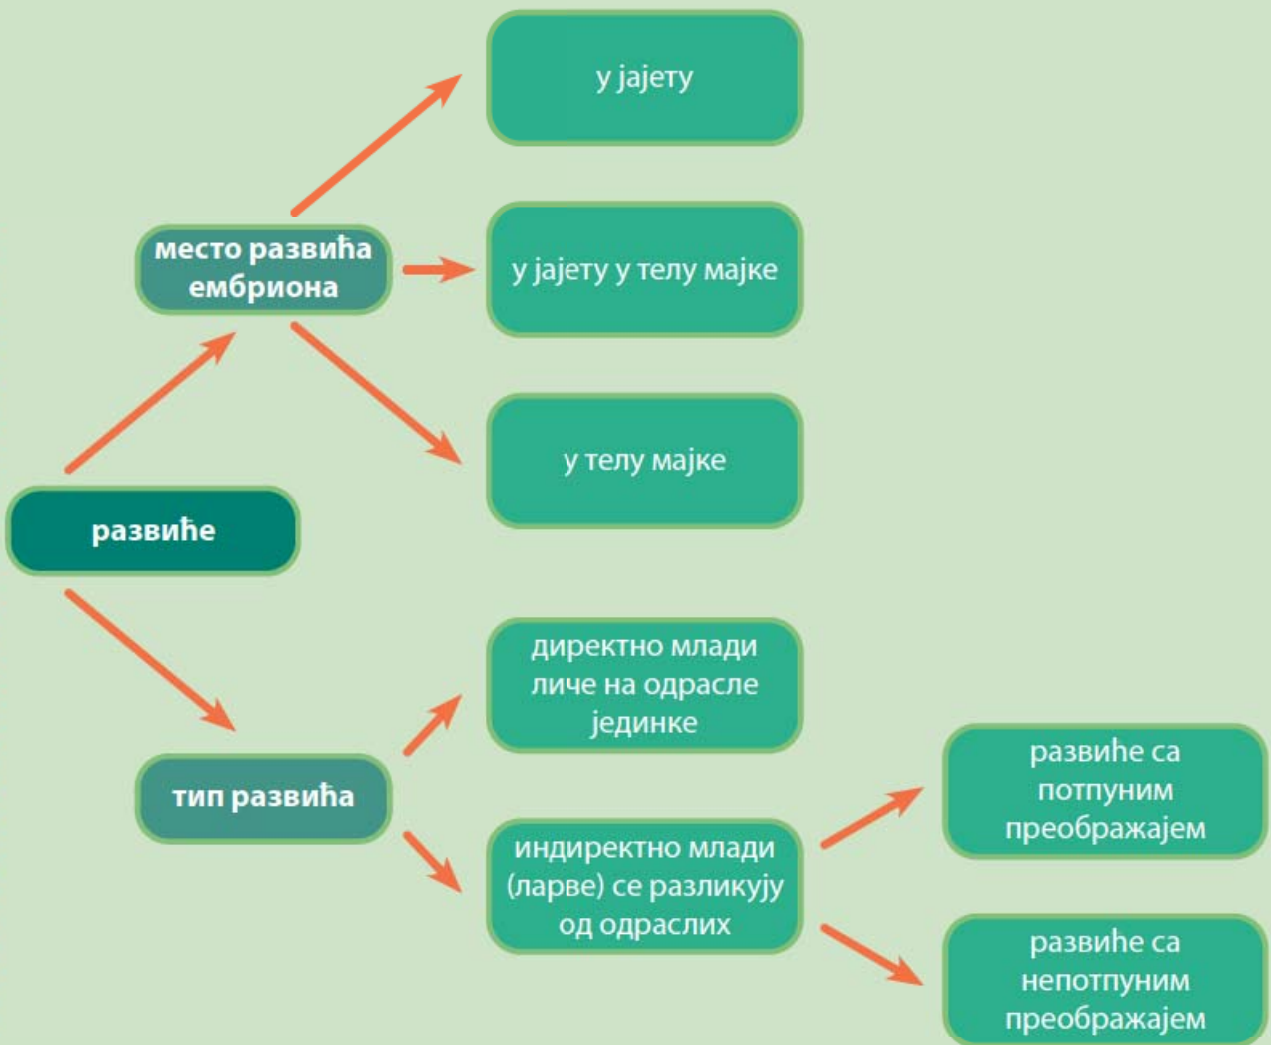 у јајету
место развића
ембриона
у јајету у телу мајке
у телу мајке
развиће
директно млади
личе на одрасле
јединке
тип развића
индиректно млади
(ларве) се разликују
од одраслих
развиће са
потпуним
преображајем
развиће са
непотпуним
преображајем